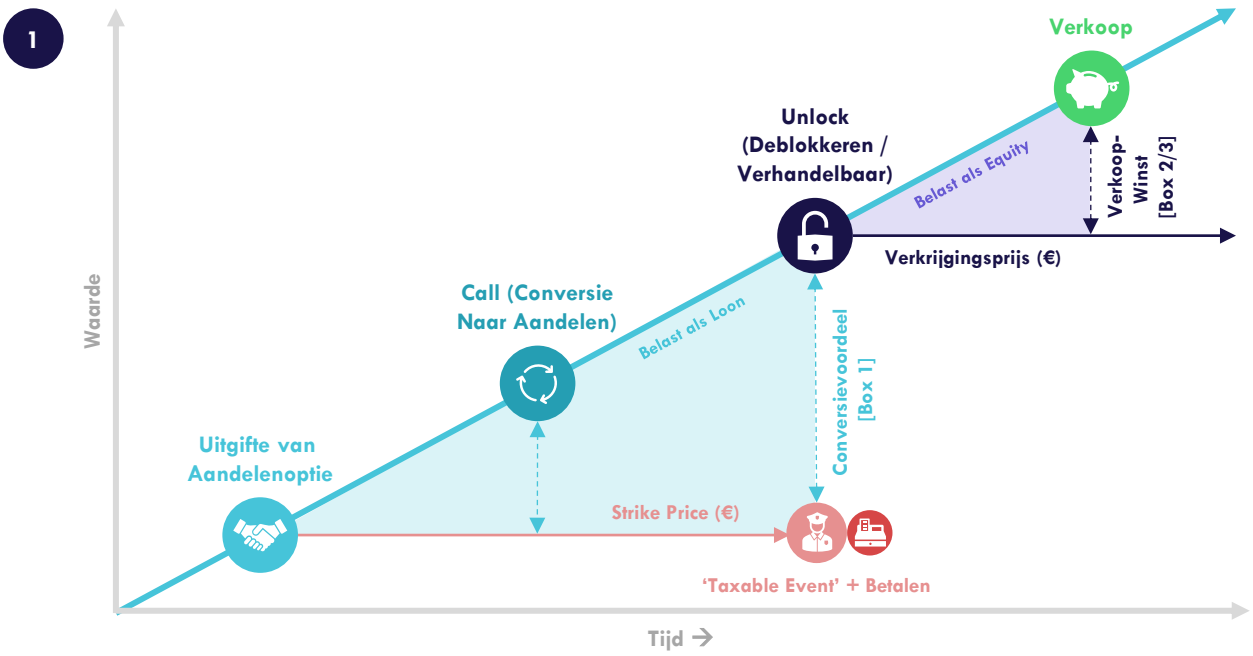 1
Verkoop
Unlock
(Deblokkeren /
Verhandelbaar)
Belast als Equity
Verkoop-
Winst
[Box 2/3]
Verkrijgingsprijs (€)
Call (Conversie
Naar Aandelen)
Belast als Loon
Conversievoordeel
[Box 1]
Waarde
Uitgifte van
Aandelenoptie
Strike Price (€)
‘Taxable Event’ + Betalen
Tijd →